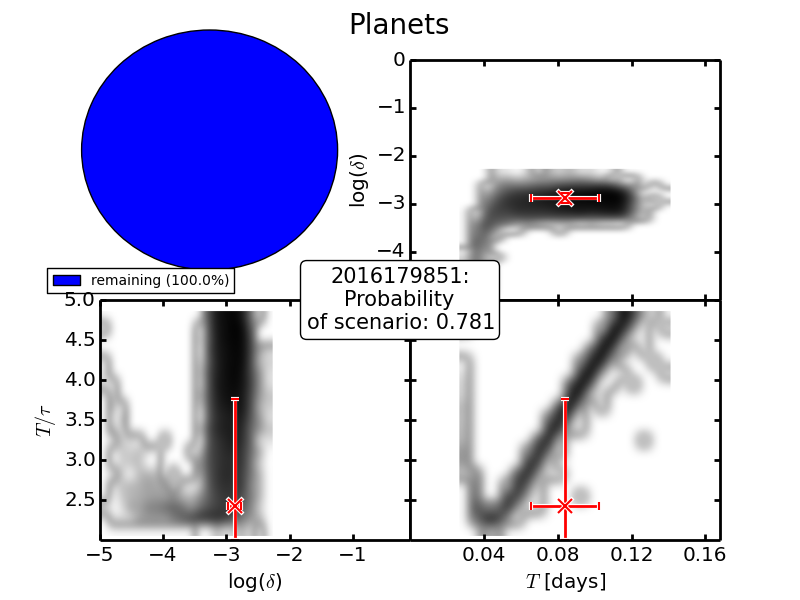 Planets
0
−1
−2
−3
−4
log(δ)
remaining (100.0%)
2016179851:
Probability
of scenario: 0.781
5.0
4.5
4.0
3.5
3.0
2.5
T/τ
−5 −4 −3 −2 −1
log(δ)
0.04 0.08 0.12 0.16
T [days]